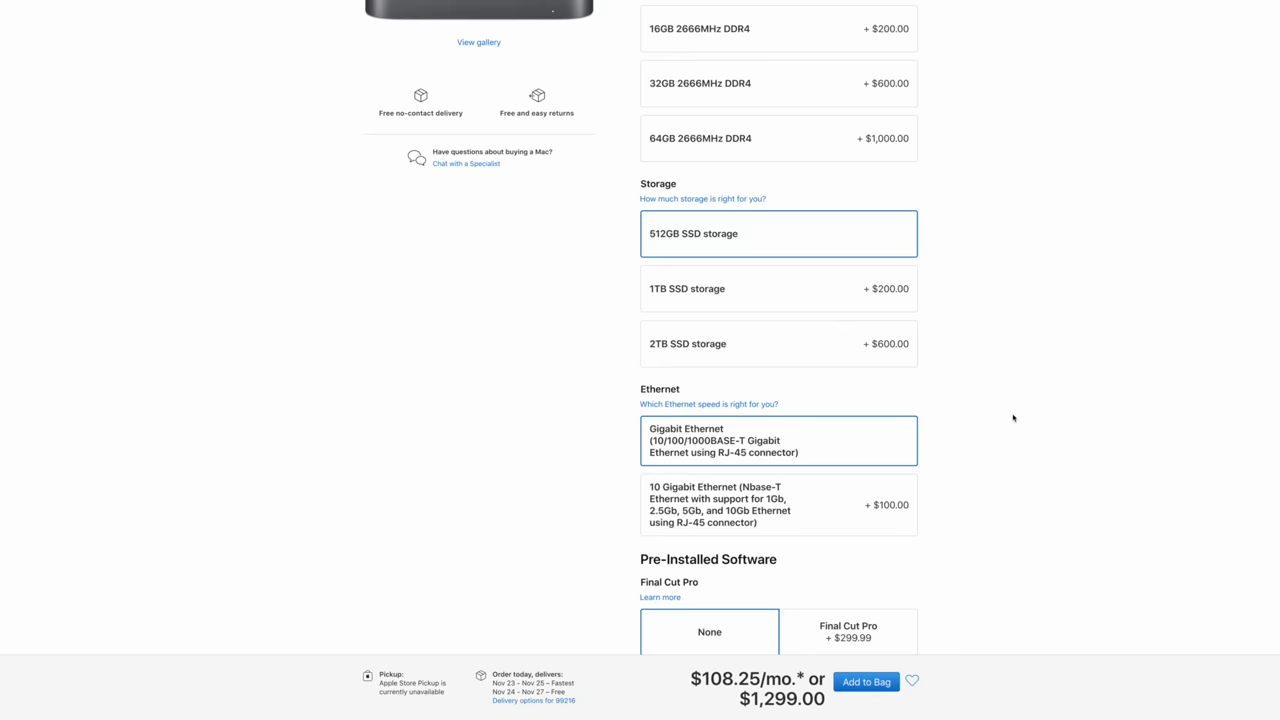 View gallery
Free no-contact delivery
Free and easy returns
Have questions about buying a Mac?
Chat with a Specialist
16GB 2666MHz DDR4 + $200.00
32GB 2666MHz DDR4 + $600.00
64GB 2666MHz DDR4 + $1,000.00
Storage
How much storage is right for you?
512GB SSD storage
1TB SSD storage + $200.00
2TB SSD storage + $600.00
Ethernet
Which Ethernet speed is right for you?
Gigabit Ethernet
(10/100/1000BASE-T Gigabit
Ethernet using RJ-45 connector)
10 Gigabit Ethernet (Nbase-T
Ethernet with support for 1Gb,
2.5Gb, 5Gb, and 10Gb Ethernet
using RJ-45 connector)
+ $100.00
Pre-Installed Software
Final Cut Pro
Learn more
None
Final Cut Pro
+ $299.99
Pickup:
Apple Store Pickup is
currently unavailable
Order today, delivers:
Nov 23 - Nov 25 – Fastest
Nov 24 - Nov 27 – Free
Delivery options for 99216
$108.25/mo.* or
$1,299.00
Add to Bag